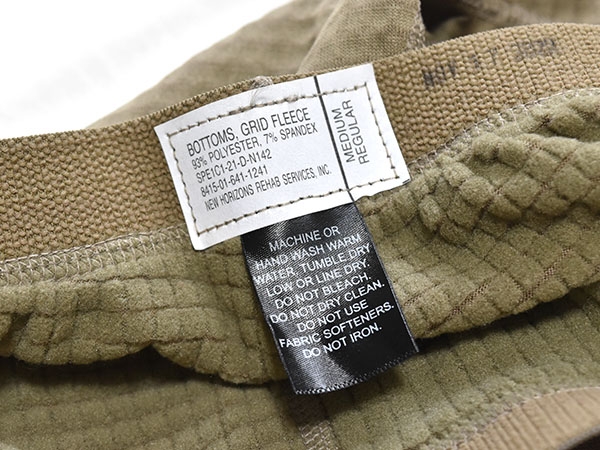 BOTTOMS, GRID FLEECE
93% POLYESTER, 7% SPANDEX
SPE1C1-21-D-N142
8415-01-641-1241
NEW HORIZONS REHAB SERVICES, INC.
MEDIUM
REGULAR
MACHINE OR
HAND WASH WARM
WATER, TUMBLE DRY
LOW OR LINE DRY.
DO NOT BLEACH.
DO NOT DRY CLEAN.
DO NOT USE
FABRIC SOFTENERS.
DO NOT IRON.